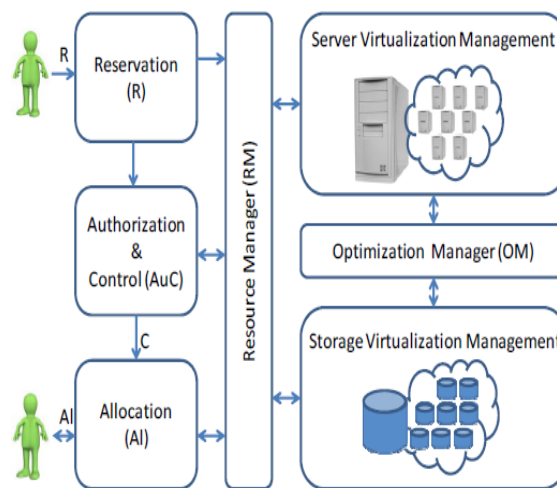 R
Reservation
(R)
Authorization
&
Control (AuC)
C
Al
Allocation
(Al)
Resource Manager (RM)
Server Virtualization Management
Optimization Manager (OM)
Storage Virtualization Management